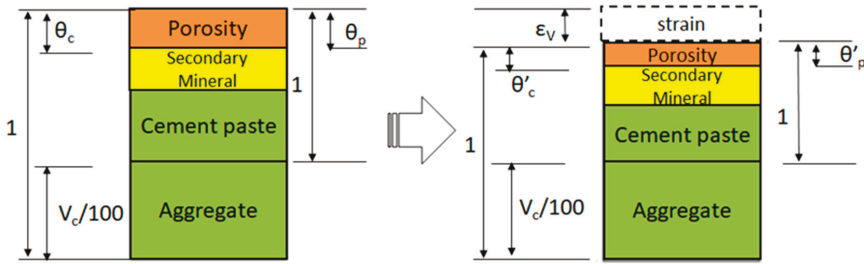 θc
Porosity
θp
Secondary
Mineral
1
1
Cement paste
Vc/100
Aggregate
εV
strain
Porosity
θ'p
Secondary
Mineral
θ'c
1
1
Cement paste
Vc/100
Aggregate